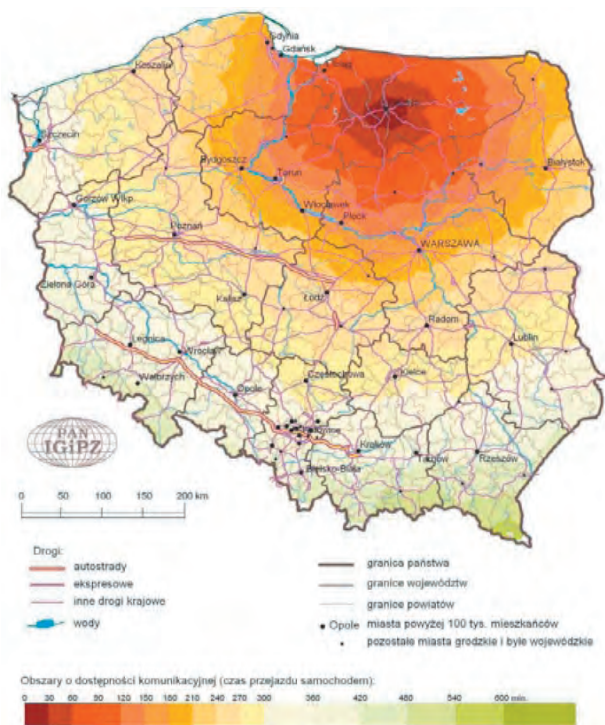 Gdynia
Gdańsk
Koszalin
Elbląg
Szczecin
Bydgoszcz
Białystok
Toruń
Gorzów Wlkp.
Włocławek
Płock
Poznań
WARSZAWA
Zielona Góra
Kalisz
Łódź
Radom
Legnica
Lublin
Wrocław
Wałbrzych
Częstochowa
Kielce
Opole
PAN
IGiPZ
Kraków
Tarnów
Rzeszów
Bielsko-Biała
0 50 100 150 200 km
Drogi:
autostrady
ekspresowe
inne drogi krajowe
wody
granica państwa
granice województw
granice powiatów
Opole miasta powyżej 100 tys. mieszkańców
pozostałe miasta grodzkie i byłe wojewódzkie
Obszary o dostępności komunikacyjnej (czas przejazdu samochodem):
0 30 60 90 120 150 180 210 240 270 300 360 420 480 540 600 min.